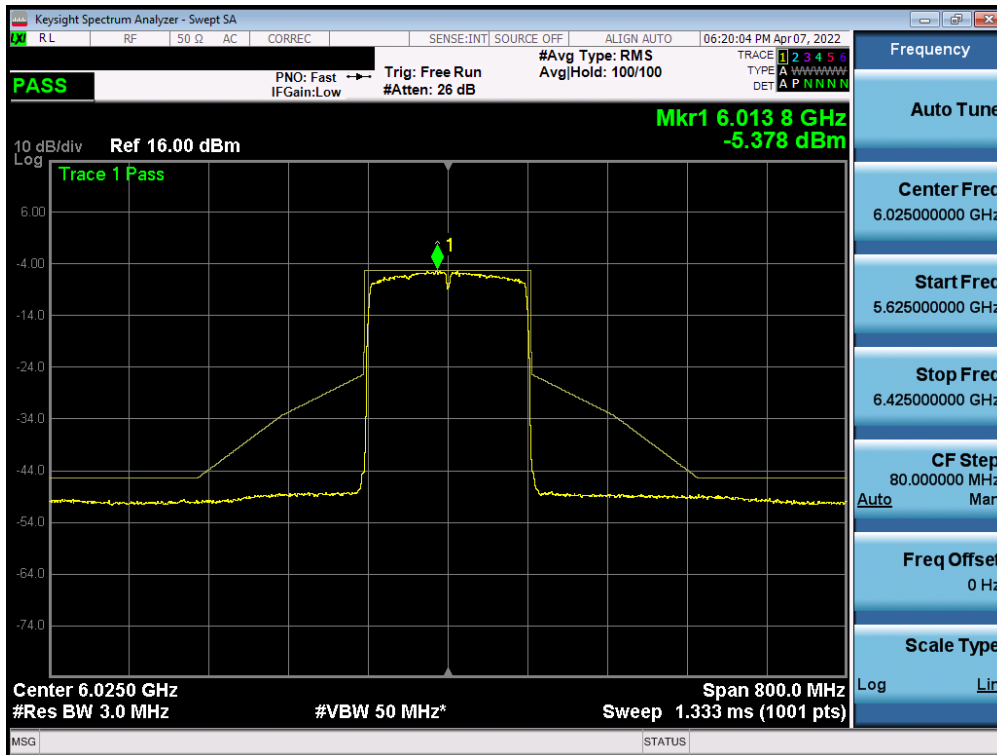 Keysight Spectrum Analyzer - Swept SA
LXI RL RF 50 Ω AC CORREC SENSE:INT SOURCE OFF ALIGN AUTO 06:20:04 PM Apr 07, 2022
PASS
PNO: Fast
IFGain:Low
Trig: Free Run
#Atten: 26 dB
#Avg Type: RMS
Avg|Hold: 100/100
TRACE 1 2 3 4 5 6
TYPE A WWWWW
DET A P N N N N
Mkr1 6.013 8 GHz
-5.378 dBm
10 dB/div Ref 16.00 dBm
Log
Trace 1 Pass
1
6.00
-4.00
-14.0
-24.0
-34.0
-44.0
-54.0
-64.0
-74.0
Center 6.0250 GHz Span 800.0 MHz
#Res BW 3.0 MHz #VBW 50 MHz* Sweep 1.333 ms (1001 pts)
MSG STATUS
Frequency
Auto Tune
Center Freq
6.025000000 GHz
Start Freq
5.625000000 GHz
Stop Freq
6.425000000 GHz
CF Step
80.000000 MHz
Auto Man
Freq Offset
0 Hz
Scale Type
Log Lin